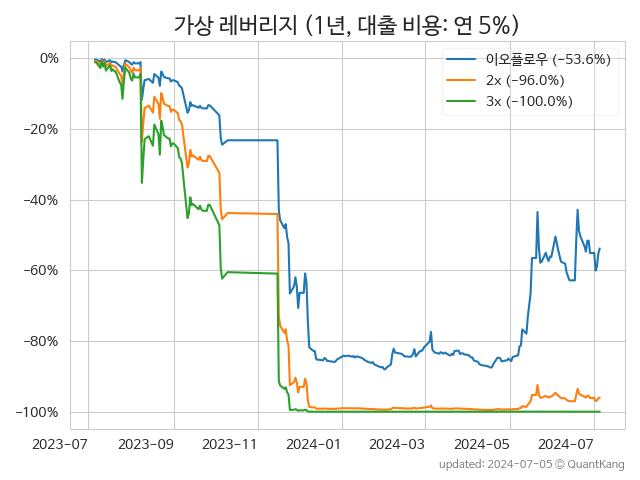 가상 레버리지 (1년, 대출 비용: 연 5%)
이오플로우 (−53.6%)
2x (−96.0%)
3x (−100.0%)
0%
−20%
−40%
−60%
−80%
−100%
2023-07
2023-09
2023-11
2024-01
2024-03
2024-05
2024-07
updated: 2024-07-05 © QuantKang